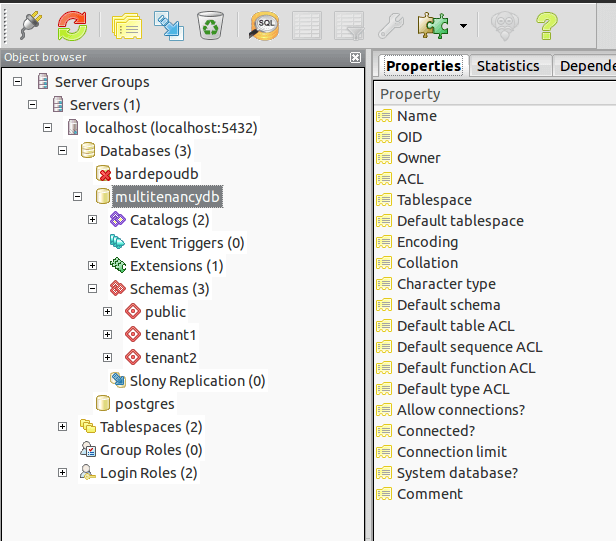 SQL
Object browser
Server Groups
Servers (1)
localhost (localhost:5432)
Databases (3)
bardepoudb
multitenancydb
Catalogs (2)
Event Triggers (0)
Extensions (1)
Schemas (3)
public
tenant1
tenant2
Slony Replication (0)
postgres
Tablespaces (2)
Group Roles (0)
Login Roles (2)
Properties Statistics Depende
Property
Name
OID
Owner
ACL
Tablespace
Default tablespace
Encoding
Collation
Character type
Default schema
Default table ACL
Default sequence ACL
Default function ACL
Default type ACL
Allow connections?
Connected?
Connection limit
System database?
Comment